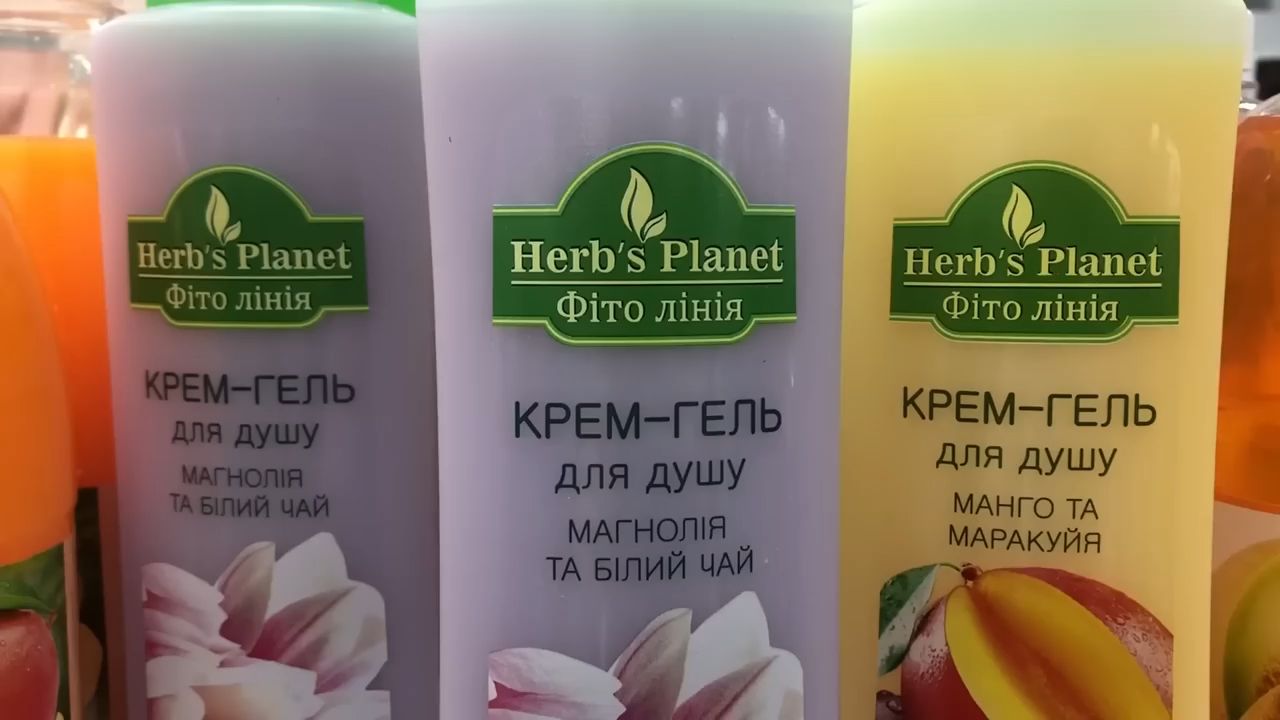 Herb's Planet
Фіто лінія
КРЕМ-ГЕЛЬ
для душу
МАГНОЛІЯ
ТА БІЛИЙ ЧАЙ
Herb's Planet
Фіто лінія
КРЕМ-ГЕЛЬ
для душу
МАГНОЛІЯ
ТА БІЛИЙ ЧАЙ
Herb's Planet
Фіто лінія
КРЕМ-ГЕЛЬ
для душу
МАНГО ТА
МАРАКУЙЯ